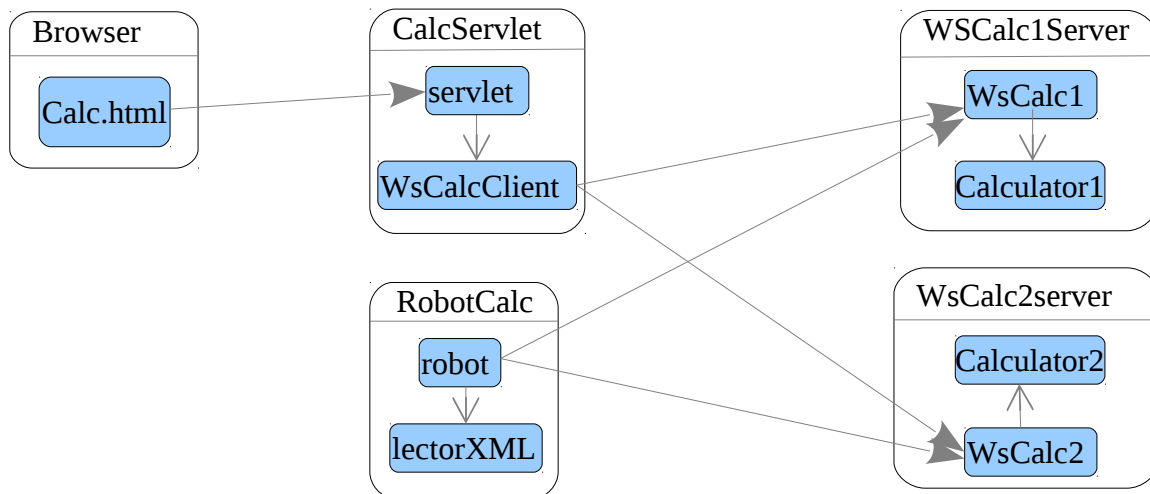 Browser
Calc.html
CalcServlet
servlet
WsCalcClient
WSCalc1Server
WsCalc1
Calculator1
RobotCalc
robot
lectorXML
WsCalc2server
Calculator2
WsCalc2